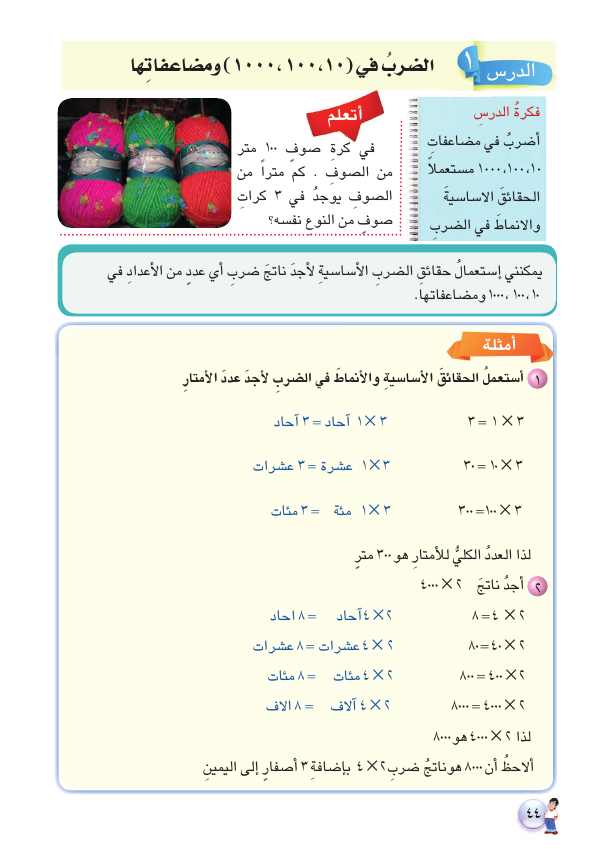 الدرس ١
الضربُ في (١٠، ١٠٠، ١٠٠٠) ومضاعفاتِها
فكرةُ الدرسِ
أضربُ في مضاعفاتِ
١٠،١٠٠،١٠٠٠ مستعملاً
الحقائقَ الاساسيةَ
والانماطَ في الضربِ
أتعلم
في كرةِ صوفٍ ١٠٠ متر
من الصوفِ . كم متراً من
الصوفِ يوجدُ في ٣ كراتِ
صوفٍ من النوع نفسه؟
يمكنني إستعمالُ حقائقِ الضربِ الأساسيةِ لأجدَ ناتجَ ضربِ أي عددٍ من الأعدادِ في
١٠، ١٠٠، ١٠٠٠ ومضاعفاتها.
أمثلة
١ أستعملُ الحقائقَ الأساسيةِ والأنماطَ في الضربِ لأجدَ عددَ الأمتارِ
٣ × ١ = ٣ ٣ × ١ آحاد = ٣ آحاد
٣ × ١٠ = ٣٠ ٣ × ١ عشرة = ٣ عشرات
٣ × ١٠٠ = ٣٠٠ ٣ × ١ مئة = ٣ مئات
لذا العددُ الكليُّ للأمتارِ هو ٣٠٠ مترٍ
٢ أجدُ ناتجَ ٢ × ٤٠٠٠
٢ × ٤ = ٨ ٢ × ٤ آحاد = ٨ احاد
٢ × ٤٠ = ٨٠ ٢ × ٤ عشرات = ٨ عشرات
٢ × ٤٠٠ = ٨٠٠ ٢ × ٤ مئات = ٨ مئات
٢ × ٤٠٠٠ = ٨٠٠٠ ٢ × ٤ آلاف = ٨ الاف
لذا ٢ × ٤٠٠٠ هو ٨٠٠٠
ألاحظُ أن ٨٠٠٠ هو ناتجُ ضربِ ٢ × ٤ بإضافةِ ٣ أصفارٍ إلى اليمينِ
٤٤